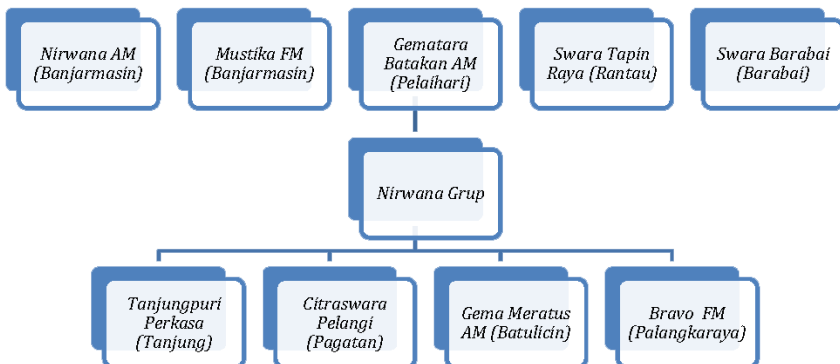 Nirwana AM
(Banjarmasin)
Mustika FM
(Banjarmasin)
Gematara
Batakan AM
(Pelaihari)
Swara Tapin
Raya (Rantau)
Swara Barabai
(Barabai)
Nirwana Grup
Tanjungpuri
Perkasa
(Tanjung)
Citraswara
Pelangi
(Pagatan)
Gema Meratus
AM (Batulicin)
Bravo FM
(Palangkaraya)